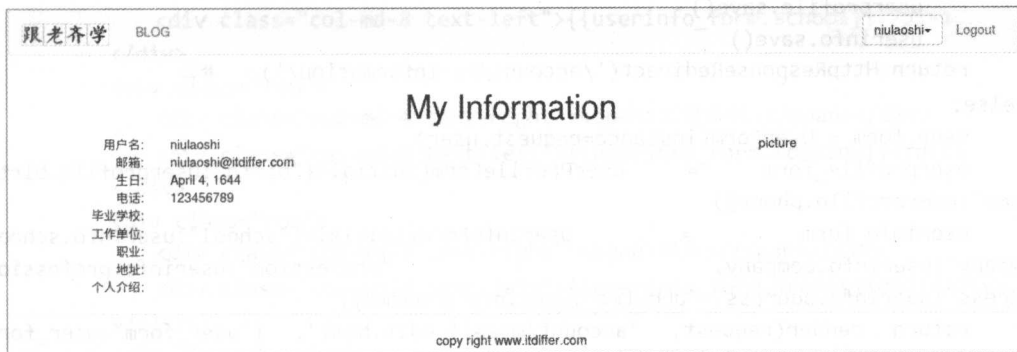 跟老齐学 BLOG niulaoshi Logout
My Information
用户名: niulaoshi picture
邮箱: niulaoshi@itdiffer.com
生日: April 4, 1644
电话: 123456789
毕业学校:
工作单位:
职业:
地址:
个人介绍:
copy right www.itdiffer.com